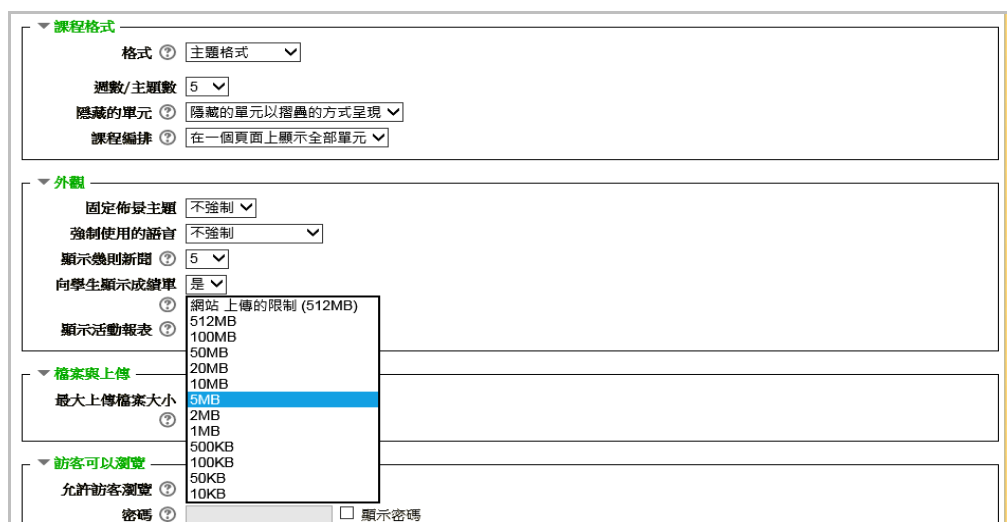 課程格式
格式 主題格式
週數/主題數 5
隱藏的單元 隱藏的單元以摺疊的方式呈現
課程編排 在一個頁面上顯示全部單元
外觀
固定佈景主題 不強制
強制使用的語言 不強制
顯示幾則新聞 5
向學生顯示成績單 是
網站 上傳的限制 (512MB)
512MB
顯示活動報表 100MB
50MB
20MB
檔案與上傳 10MB
最大上傳檔案大小 5MB
2MB
1MB
500KB
訪客可以瀏覽 100KB
50KB
允許訪客瀏覽 10KB
密碼 顯示密碼